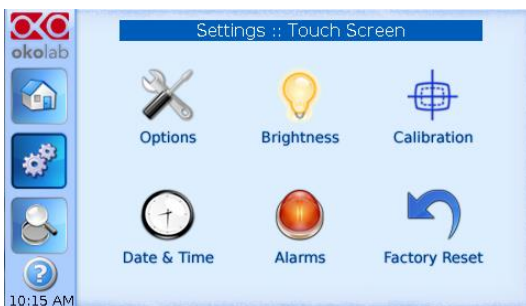 Settings :: Touch Screen
okolab
Options Brightness Calibration
Date & Time Alarms Factory Reset
?
10:15 AM